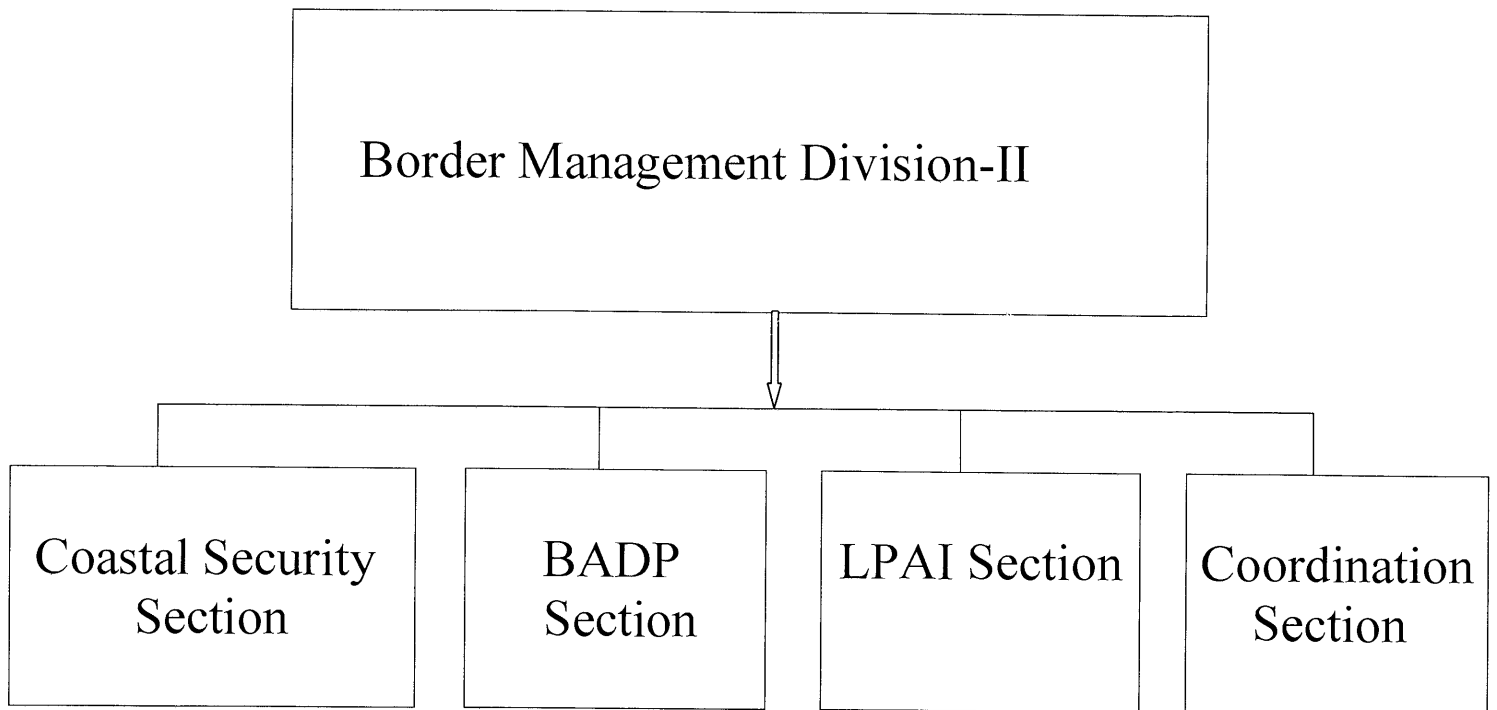 Border Management Division-II
Coastal Security
Section
BADP
Section
LPAI Section
Coordination
Section